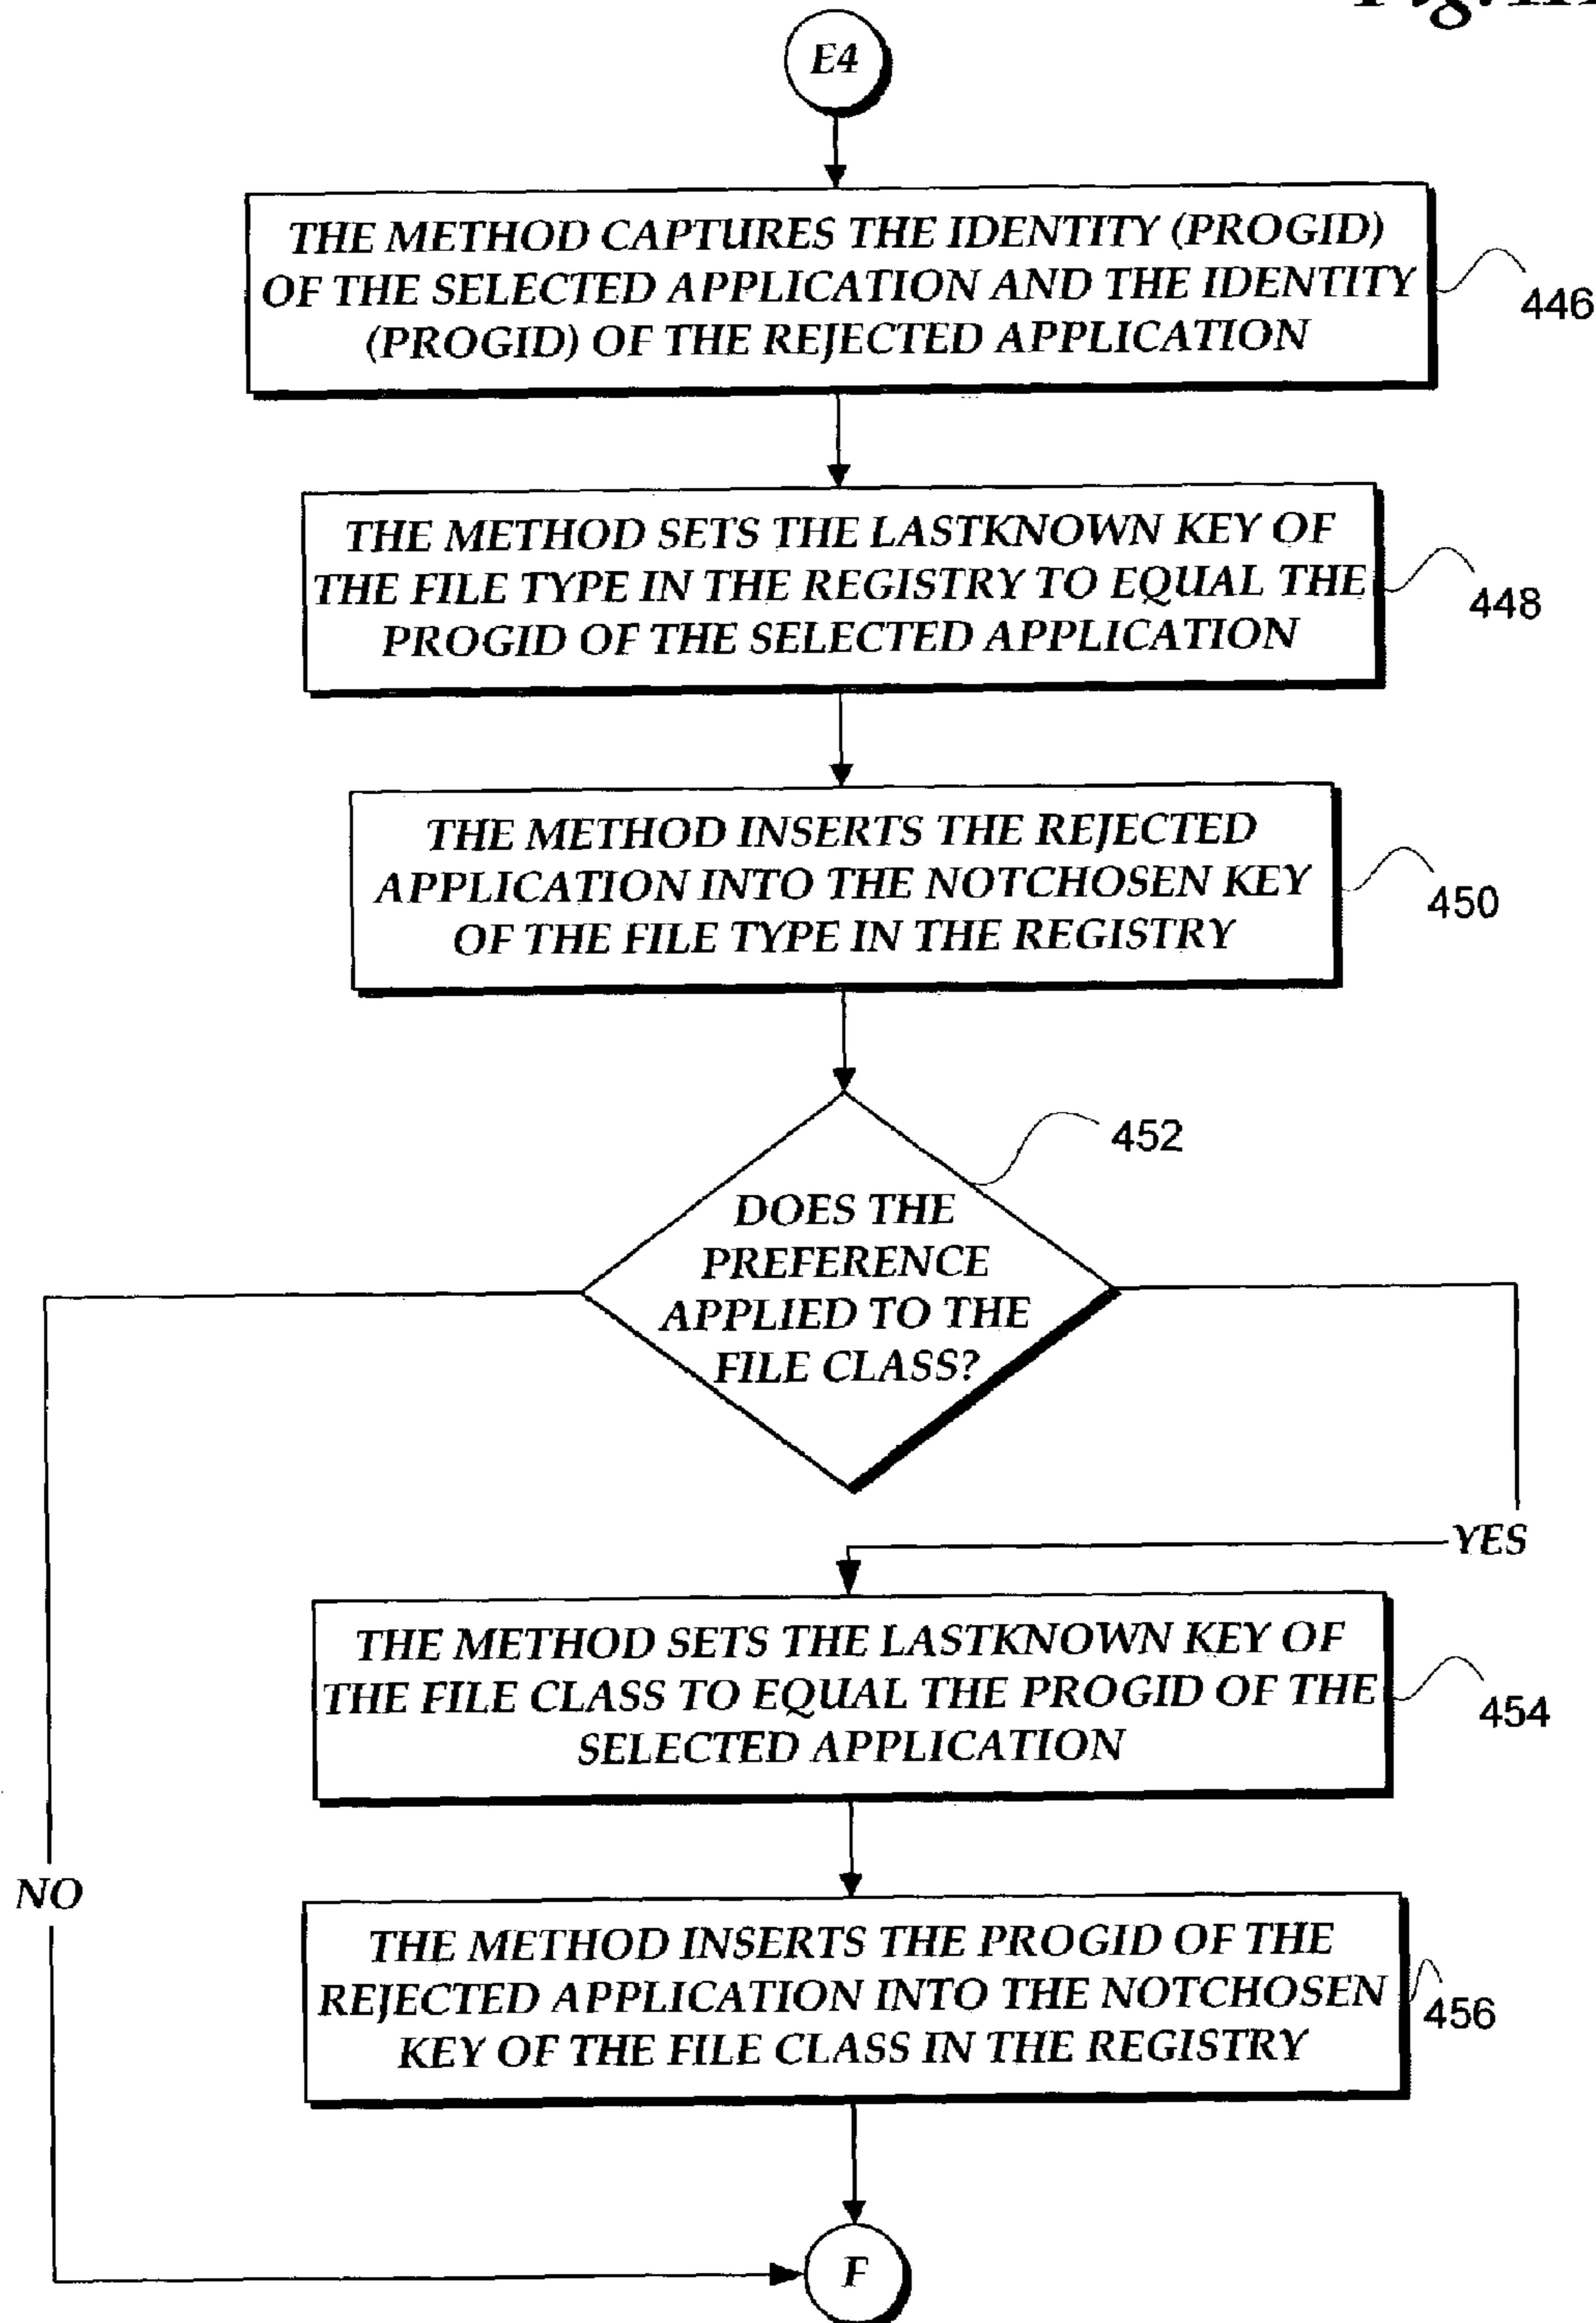 E4
THE METHOD CAPTURES THE IDENTITY (PROGID)
OF THE SELECTED APPLICATION AND THE IDENTITY
(PROGID) OF THE REJECTED APPLICATION
446
THE METHOD SETS THE LASTKNOWN KEY OF
THE FILE TYPE IN THE REGISTRY TO EQUAL THE
PROGID OF THE SELECTED APPLICATION
448
THE METHOD INSERTS THE REJECTED
APPLICATION INTO THE NOTCHOSEN KEY
OF THE FILE TYPE IN THE REGISTRY
450
452
DOES THE
PREFERENCE
APPLIED TO THE
FILE CLASS?
YES
THE METHOD SETS THE LASTKNOWN KEY OF
THE FILE CLASS TO EQUAL THE PROGID OF THE
SELECTED APPLICATION
454
NO
THE METHOD INSERTS THE PROGID OF THE
REJECTED APPLICATION INTO THE NOTCHOSEN
KEY OF THE FILE CLASS IN THE REGISTRY
456
F